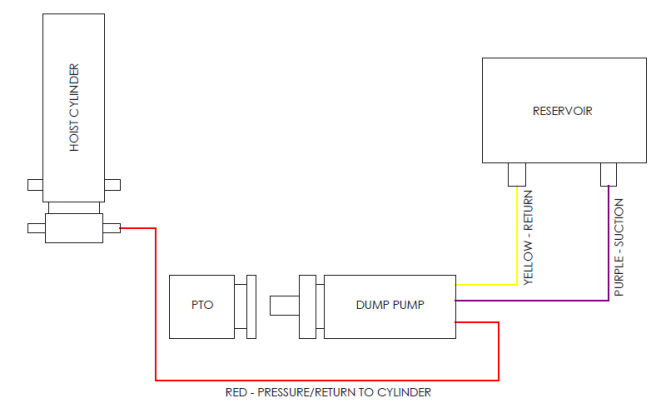 HOIST CYLINDER
RESERVOIR
YELLOW - RETURN
PURPLE - SUCTION
PTO
DUMP PUMP
RED - PRESSURE/RETURN TO CYLINDER